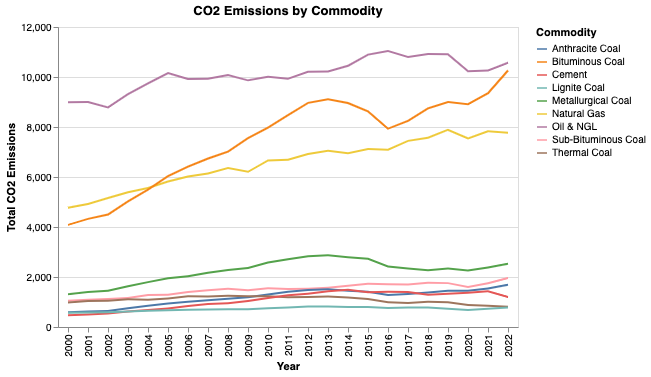 CO2 Emissions by Commodity
12,000
10,000
8,000
6,000
4,000
2,000
0
Total CO2 Emissions
2000 2001 2002 2003 2004 2005 2006 2007 2008 2009 2010 2011 2012 2013 2014 2015 2016 2017 2018 2019 2020 2021 2022
Year
Commodity
Anthracite Coal
Bituminous Coal
Cement
Lignite Coal
Metallurgical Coal
Natural Gas
Oil & NGL
Sub-Bituminous Coal
Thermal Coal